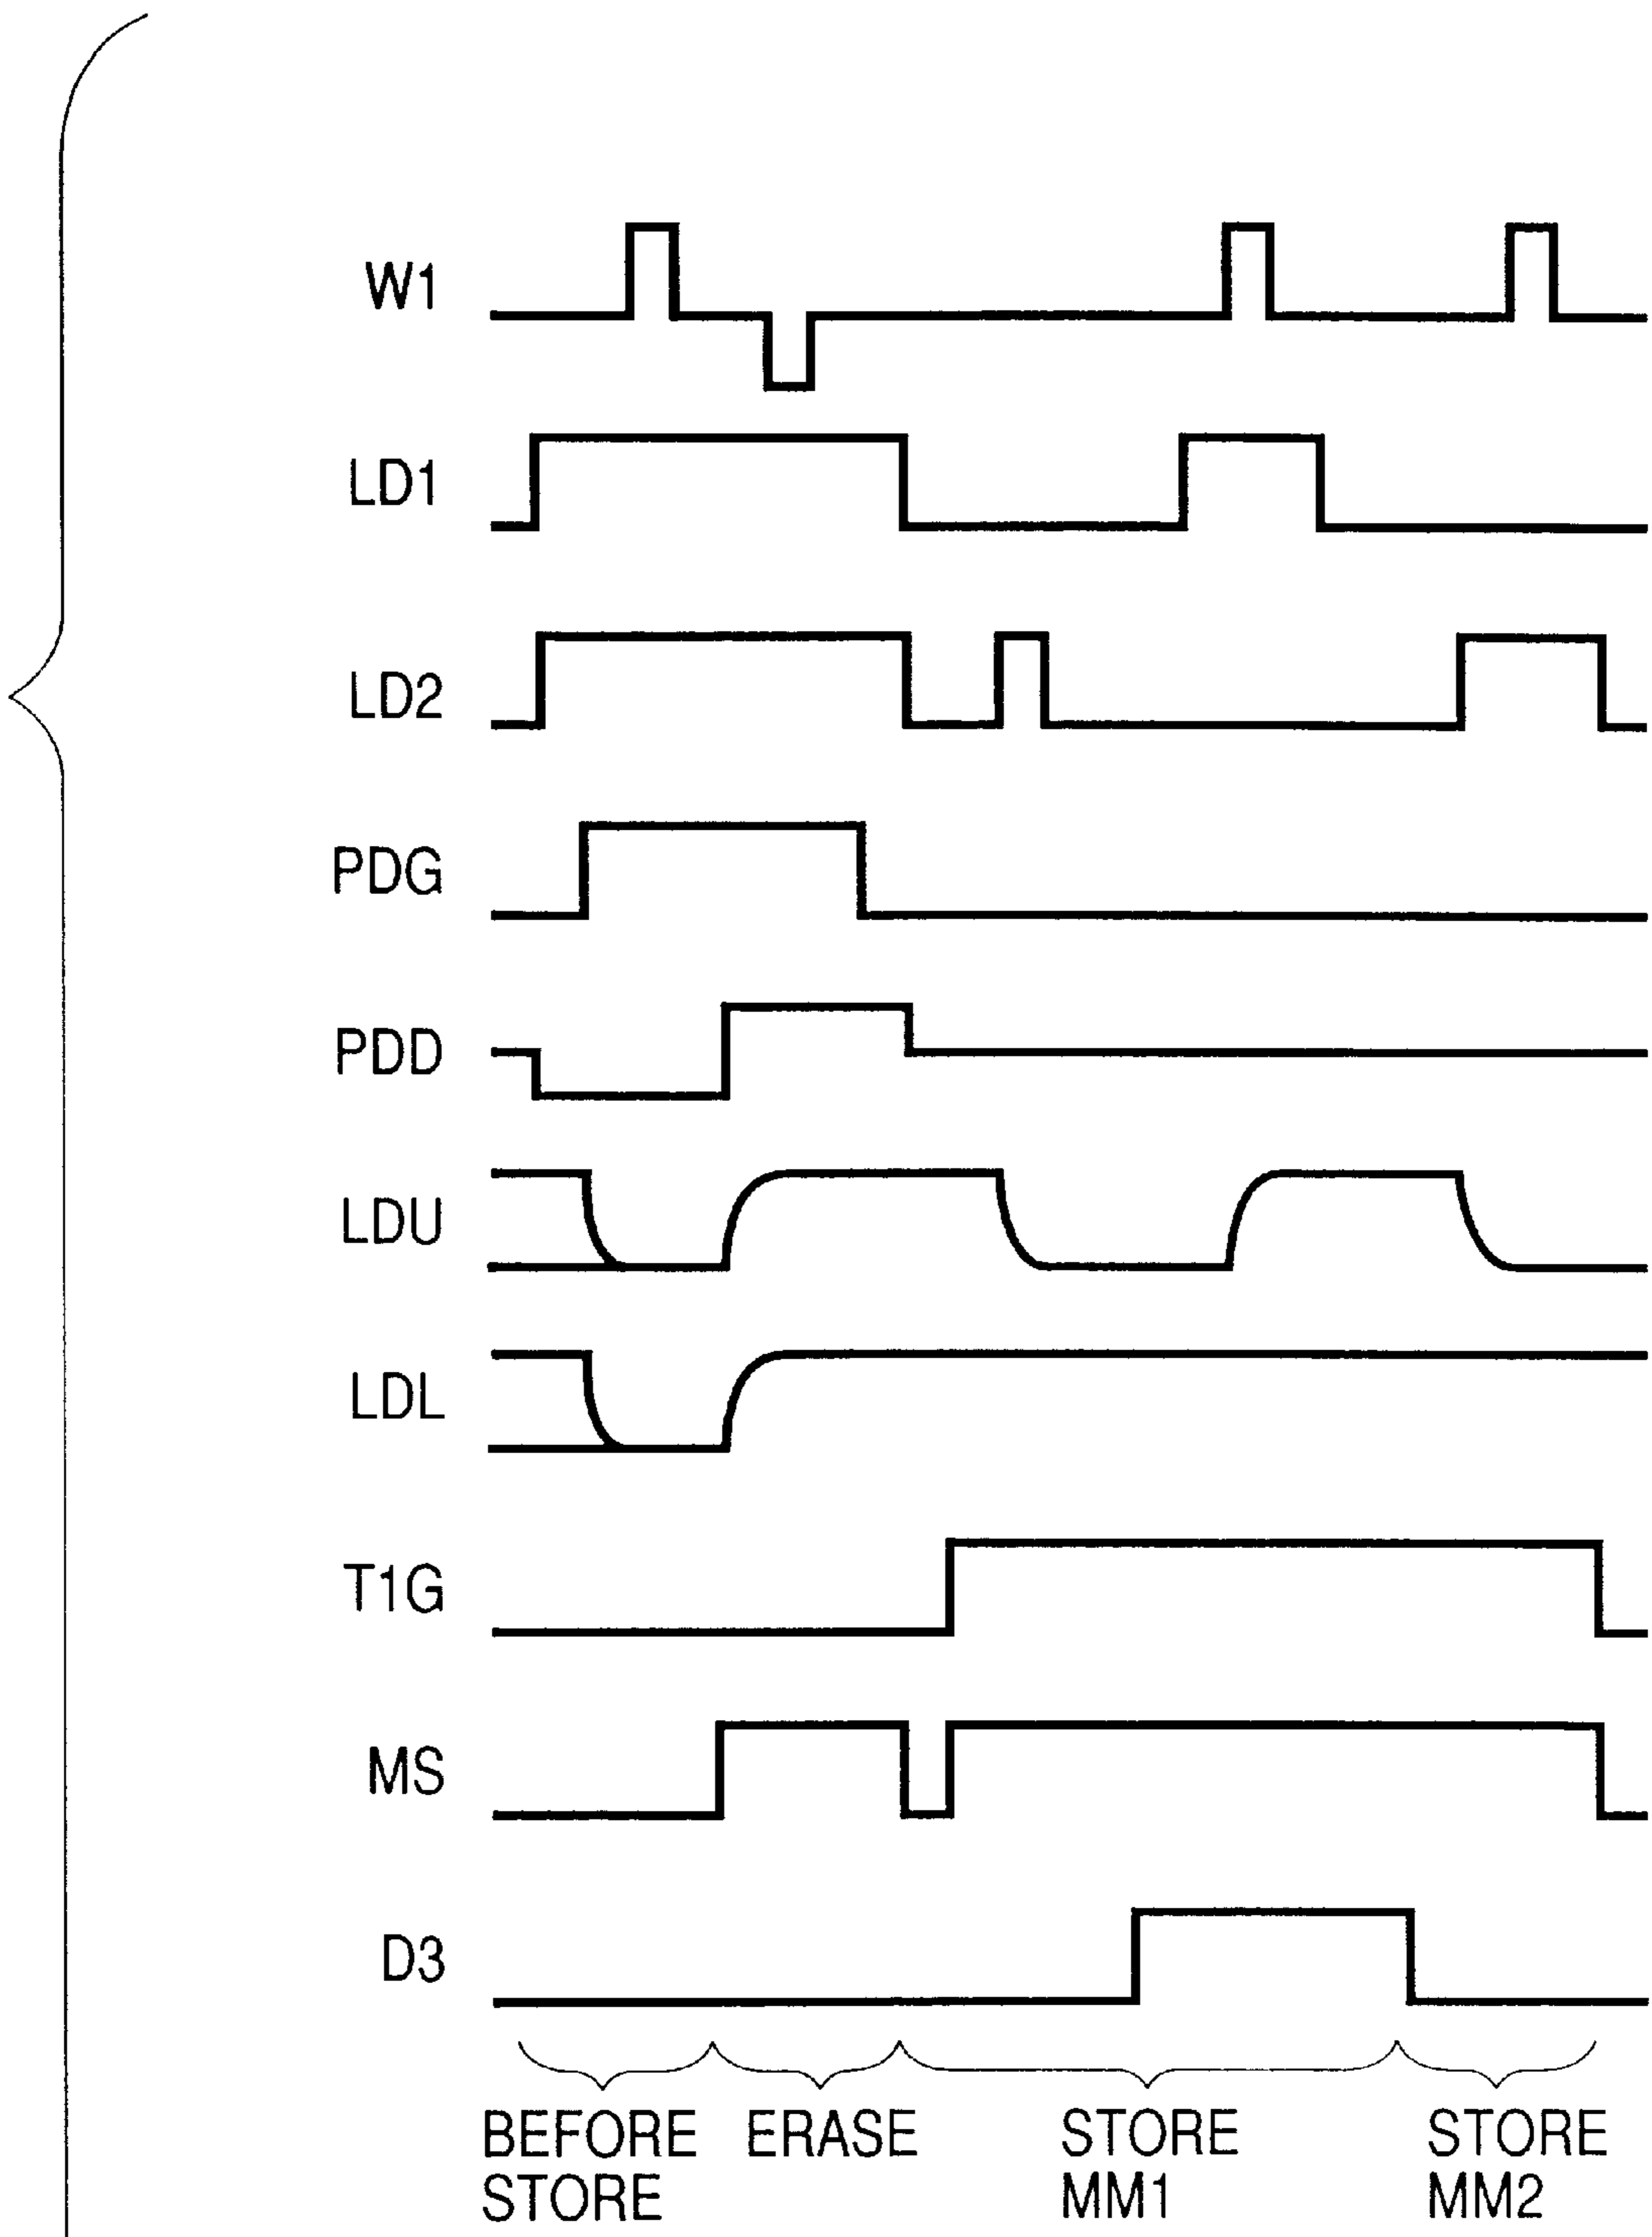 W1
LD1
LD2
PDG
PDD
LDU
LDL
T1G
MS
D3
BEFORE STORE
ERASE
STORE MM1
STORE MM2